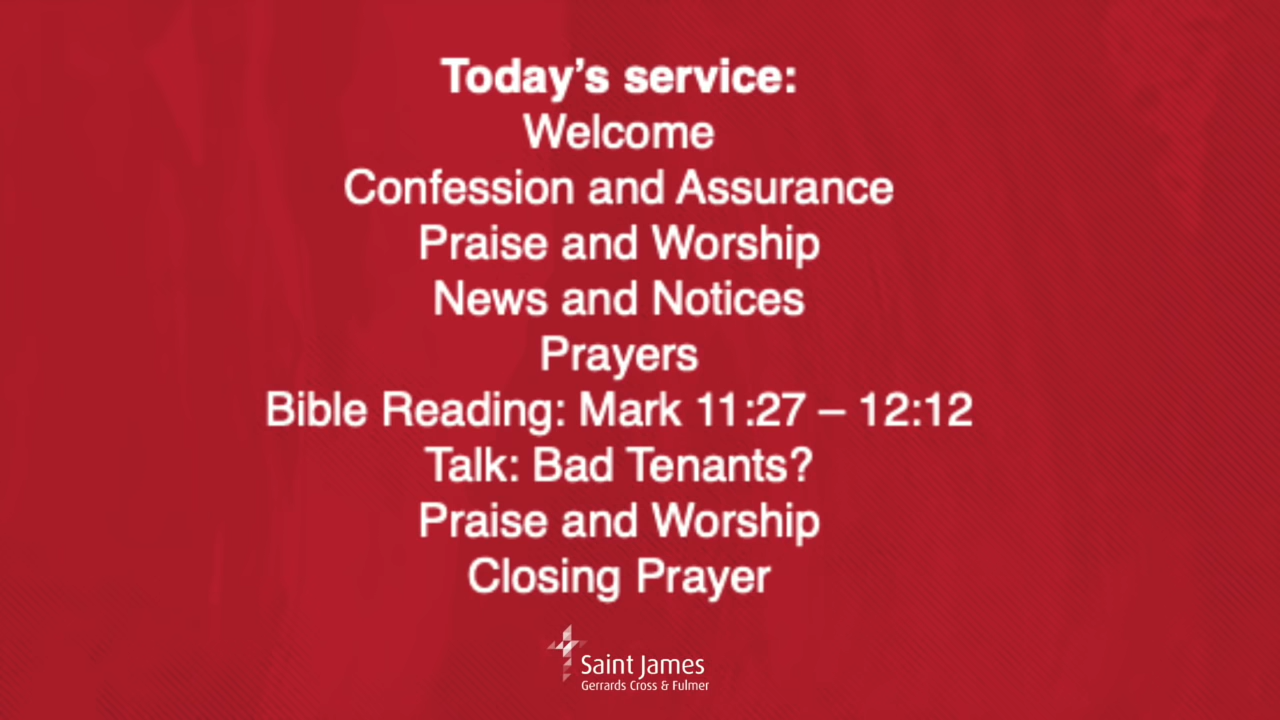 Today’s service:
Welcome
Confession and Assurance
Praise and Worship
News and Notices
Prayers
Bible Reading: Mark 11:27 – 12:12
Talk: Bad Tenants?
Praise and Worship
Closing Prayer
Saint James
Gerrards Cross & Fulmer